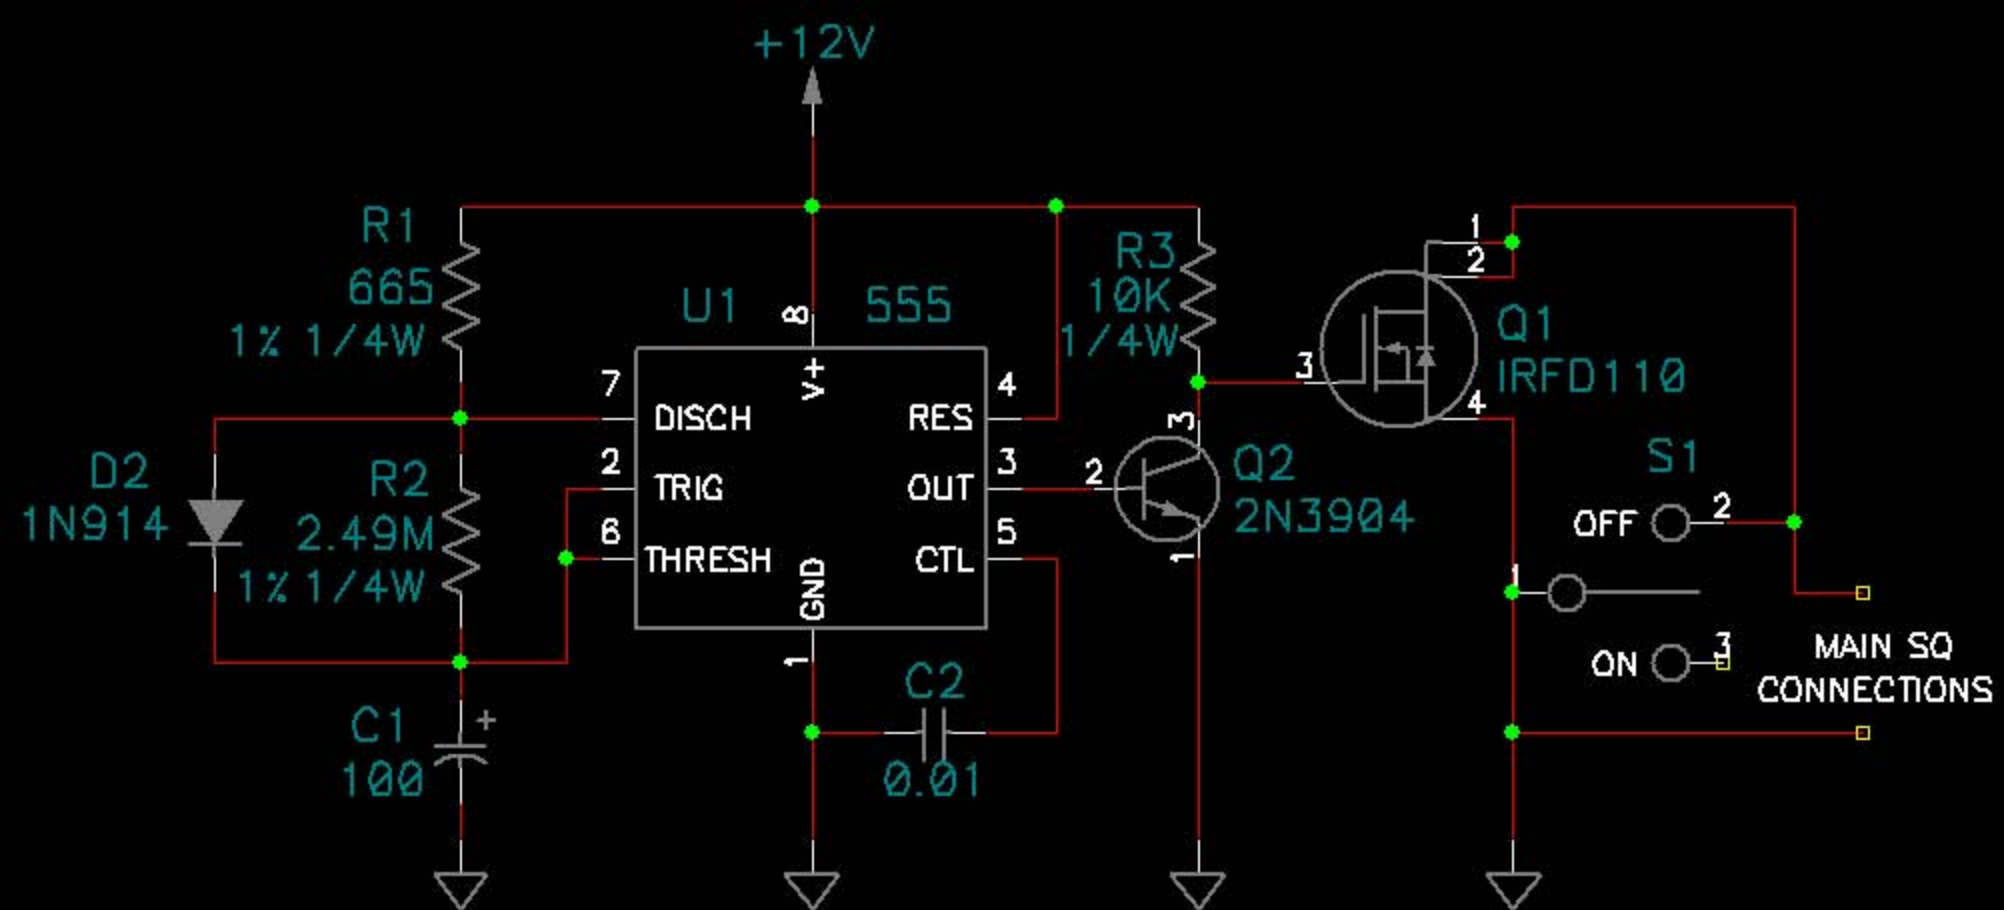 +12V
R1
665
1% 1/4W
U1
555
8
V+
R3
10K
1/4W
1
2
3
Q1
IRFD110
4
7
DISCH
RES
4
D2
1N914
R2
2.49M
1% 1/4W
2
TRIG
OUT
3
2
3
Q2
2N3904
1
6
THRESH
CTL
5
GND
1
S1
OFF
2
1
ON
3
MAIN SQ
CONNECTIONS
C1
+
100
C2
0.01